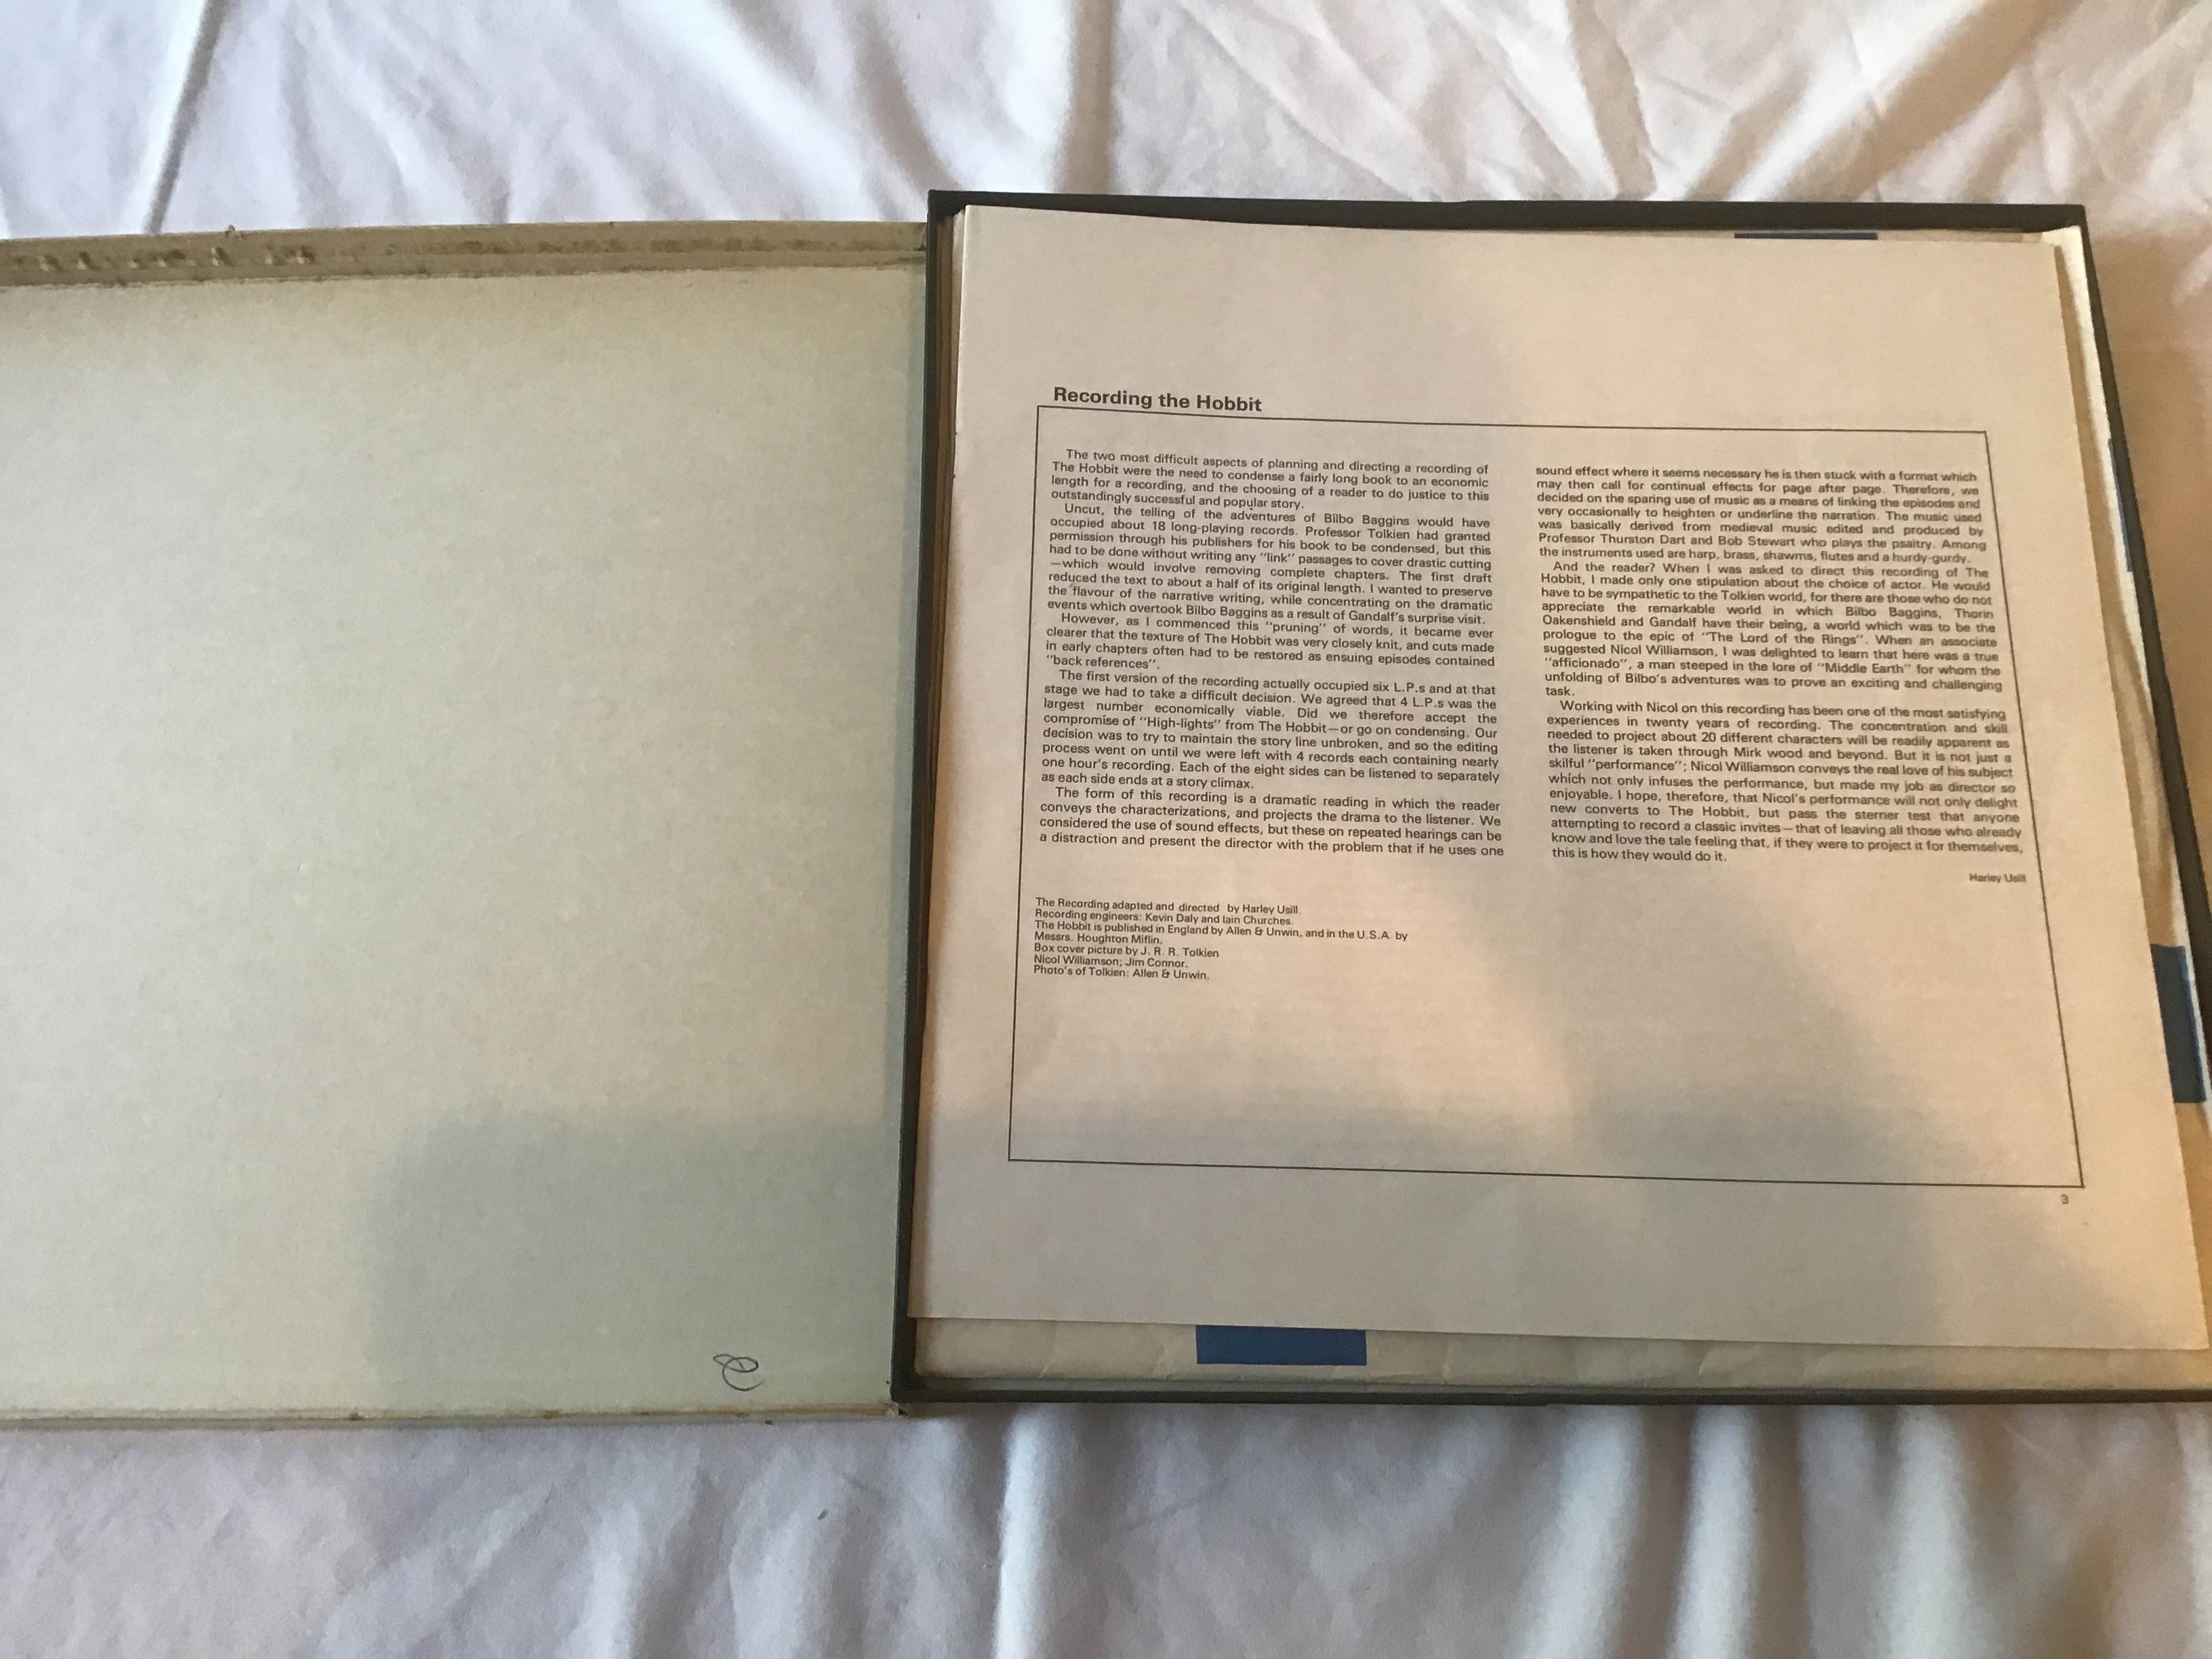 Recording the Hobbit
The two most difficult aspects of planning and directing a recording of
The Hobbit were the need to condense a fairly long book to an economic
length for a recording, and the choosing of a reader to do justice to this
outstandingly successful and popular story.
Uncut, the telling of the adventures of Bilbo Baggins would have
occupied about 18 long-playing records. Professor Tolkien had granted
permission through his publishers for his book to be condensed, but this
had to be done without writing any "link" passages to cover drastic cutting
—which would involve removing complete chapters. The first draft
reduced the text to about a half of its original length. I wanted to preserve
the flavour of the narrative writing, while concentrating on the dramatic
events which overtook Bilbo Baggins as a result of Gandalf's surprise visit.
However, as I commenced this "pruning" of words, it became ever
clearer that the texture of The Hobbit was very closely knit, and cuts made
in early chapters often had to be restored as ensuing episodes contained
"back references".
The first version of the recording actually occupied six L.P.s and at that
stage we had to take a difficult decision. We agreed that 4 L.P.s was the
largest number economically viable. Did we therefore accept the
compromise of "High-lights" from The Hobbit—or go on condensing. Our
decision was to try to maintain the story line unbroken, and so the editing
process went on until we were left with 4 records each containing nearly
one hour's recording. Each of the eight sides can be listened to separately
as each side ends at a story climax.
The form of this recording is a dramatic reading in which the reader
conveys the characterizations, and projects the drama to the listener. We
considered the use of sound effects, but these on repeated hearings can be
a distraction and present the director with the problem that if he uses one
sound effect where it seems necessary he is then stuck with a format which
may then call for continual effects for page after page. Therefore, we
decided on the sparing use of music as a means of linking the episodes and
very occasionally to heighten or underline the narration. The music used
was basically derived from medieval music edited and produced by
Professor Thurston Dart and Bob Stewart who plays the psaltry. Among
the instruments used are harp, brass, shawms, flutes and a hurdy-gurdy.
And the reader? When I was asked to direct this recording of The
Hobbit, I made only one stipulation about the choice of actor. He would
have to be sympathetic to the Tolkien world, for there are those who do not
appreciate the remarkable world in which Bilbo Baggins, Thorin
Oakenshield and Gandalf have their being, a world which was to be the
prologue to the epic of "The Lord of the Rings". When an associate
suggested Nicol Williamson, I was delighted to learn that here was a true
"afficionado", a man steeped in the lore of "Middle Earth" for whom the
unfolding of Bilbo's adventures was to prove an exciting and challenging
task.
Working with Nicol on this recording has been one of the most satisfying
experiences in twenty years of recording. The concentration and skill
needed to project about 20 different characters will be readily apparent as
the listener is taken through Mirk wood and beyond. But it is not just a
skilful "performance"; Nicol Williamson conveys the real love of his subject
which not only infuses the performance, but made my job as director so
enjoyable. I hope, therefore, that Nicol's performance will not only delight
new converts to The Hobbit, but pass the sterner test that anyone
attempting to record a classic invites—that of leaving all those who already
know and love the tale feeling that, if they were to project it for themselves,
this is how they would do it.
Harley Usill
The Recording adapted and directed by Harley Usill.
Recording engineers: Kevin Daly and Iain Churches.
The Hobbit is published in England by Allen & Unwin, and in the U.S.A. by
Messrs. Houghton Miflin.
Box cover picture by J. R. R. Tolkien
Nicol Williamson; Jim Connor.
Photo's of Tolkien: Allen & Unwin.
3